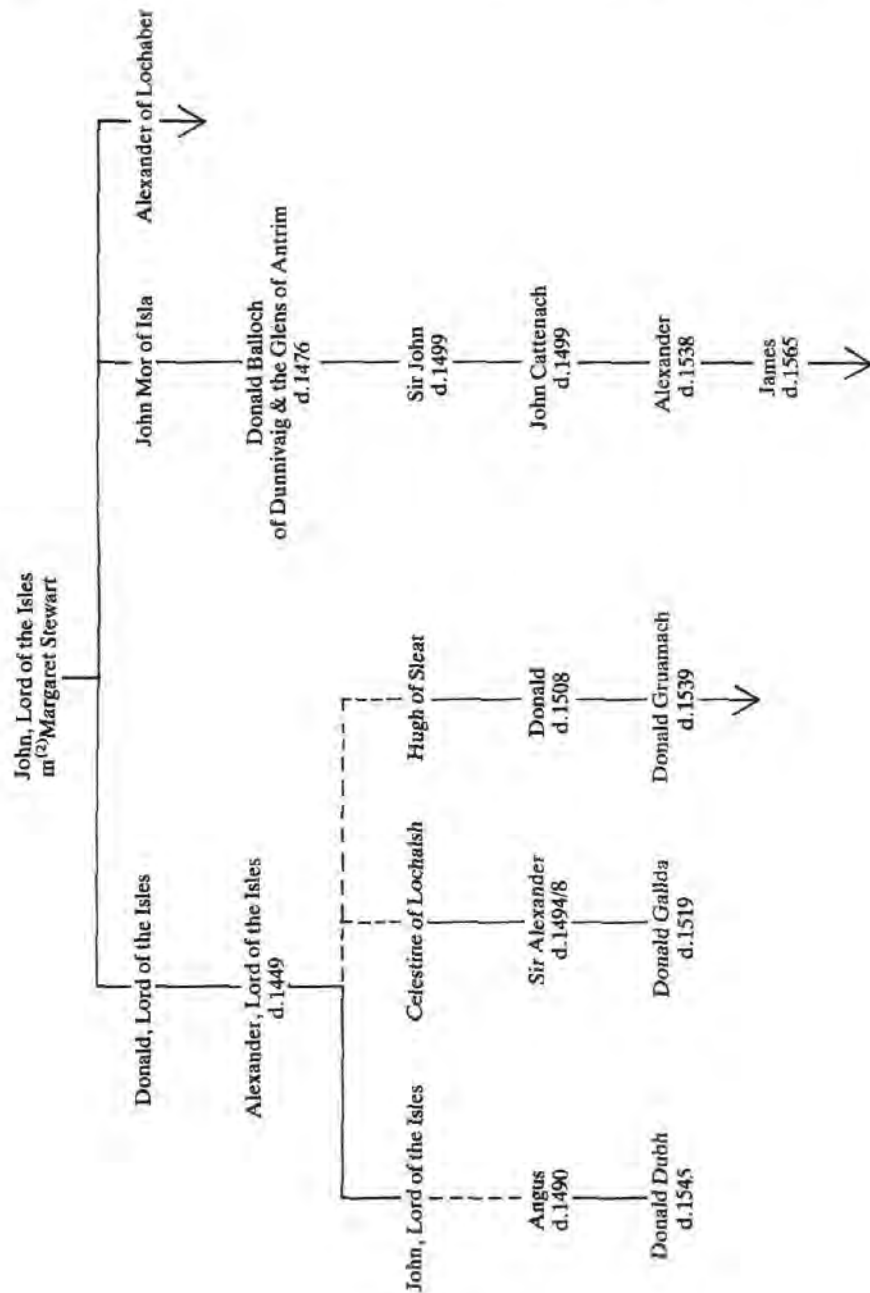 John, Lord of the Isles
m(2)Margaret Stewart
Donald, Lord of the Isles
John Mor of Isla
Alexander of Lochaber
Alexander, Lord of the Isles
d.1449
Donald Balloch
of Dunnivaig & the Glens of Antrim
d.1476
John, Lord of the Isles
Celestine of Lochalsh
Hugh of Sleat
Sir John
d.1499
Angus
d.1490
Sir Alexander
d.1494/8
Donald
d.1508
John Cattenach
d.1499
Donald Dubh
d.1545
Donald Gallda
d.1519
Donald Gruamach
d.1539
Alexander
d.1538
James
d.1565